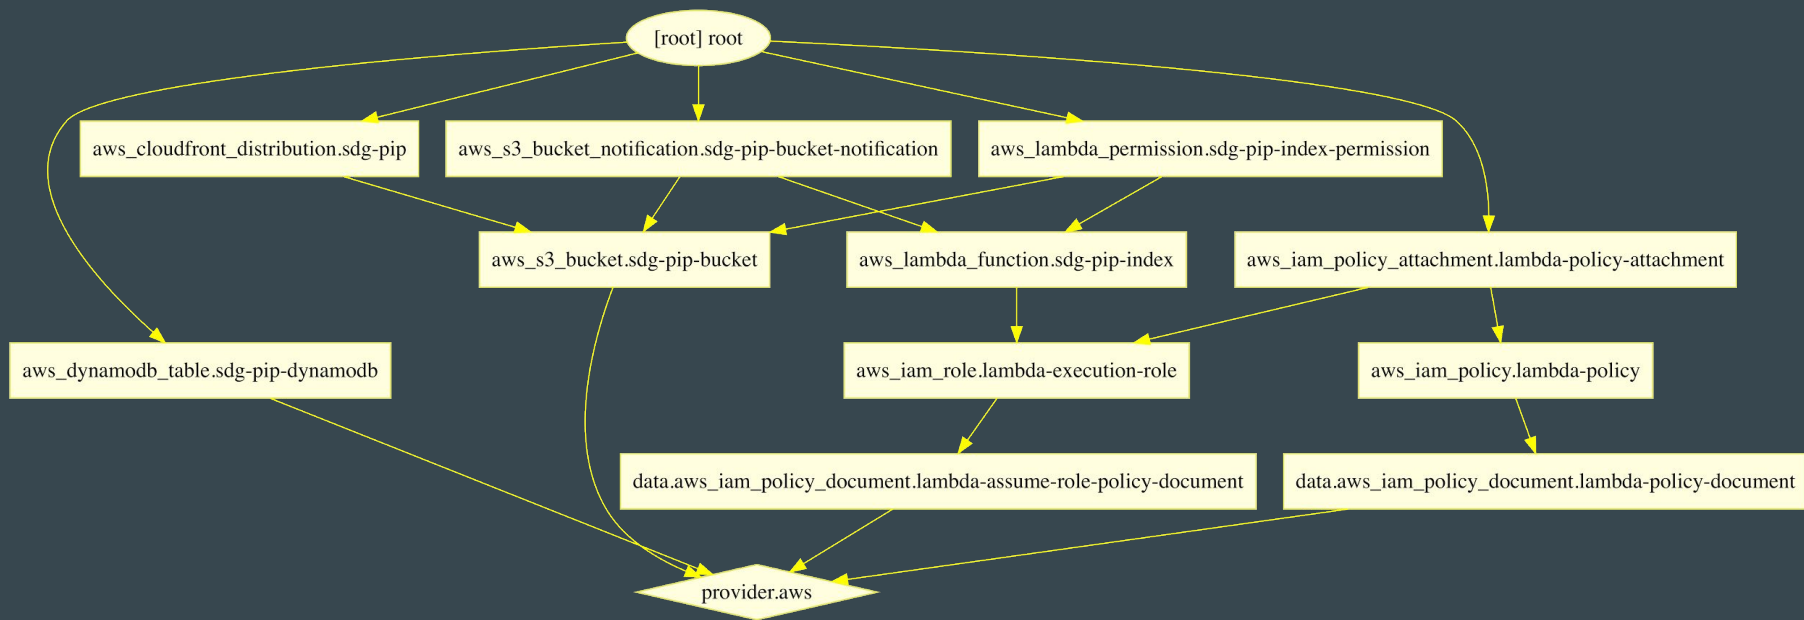 [root] root
aws_cloudfront_distribution.sdg-pip
aws_s3_bucket_notification.sdg-pip-bucket-notification
aws_lambda_permission.sdg-pip-index-permission
aws_s3_bucket.sdg-pip-bucket
aws_lambda_function.sdg-pip-index
aws_iam_policy_attachment.lambda-policy-attachment
aws_dynamodb_table.sdg-pip-dynamodb
aws_iam_role.lambda-execution-role
aws_iam_policy.lambda-policy
data.aws_iam_policy_document.lambda-assume-role-policy-document
data.aws_iam_policy_document.lambda-policy-document
provider.aws